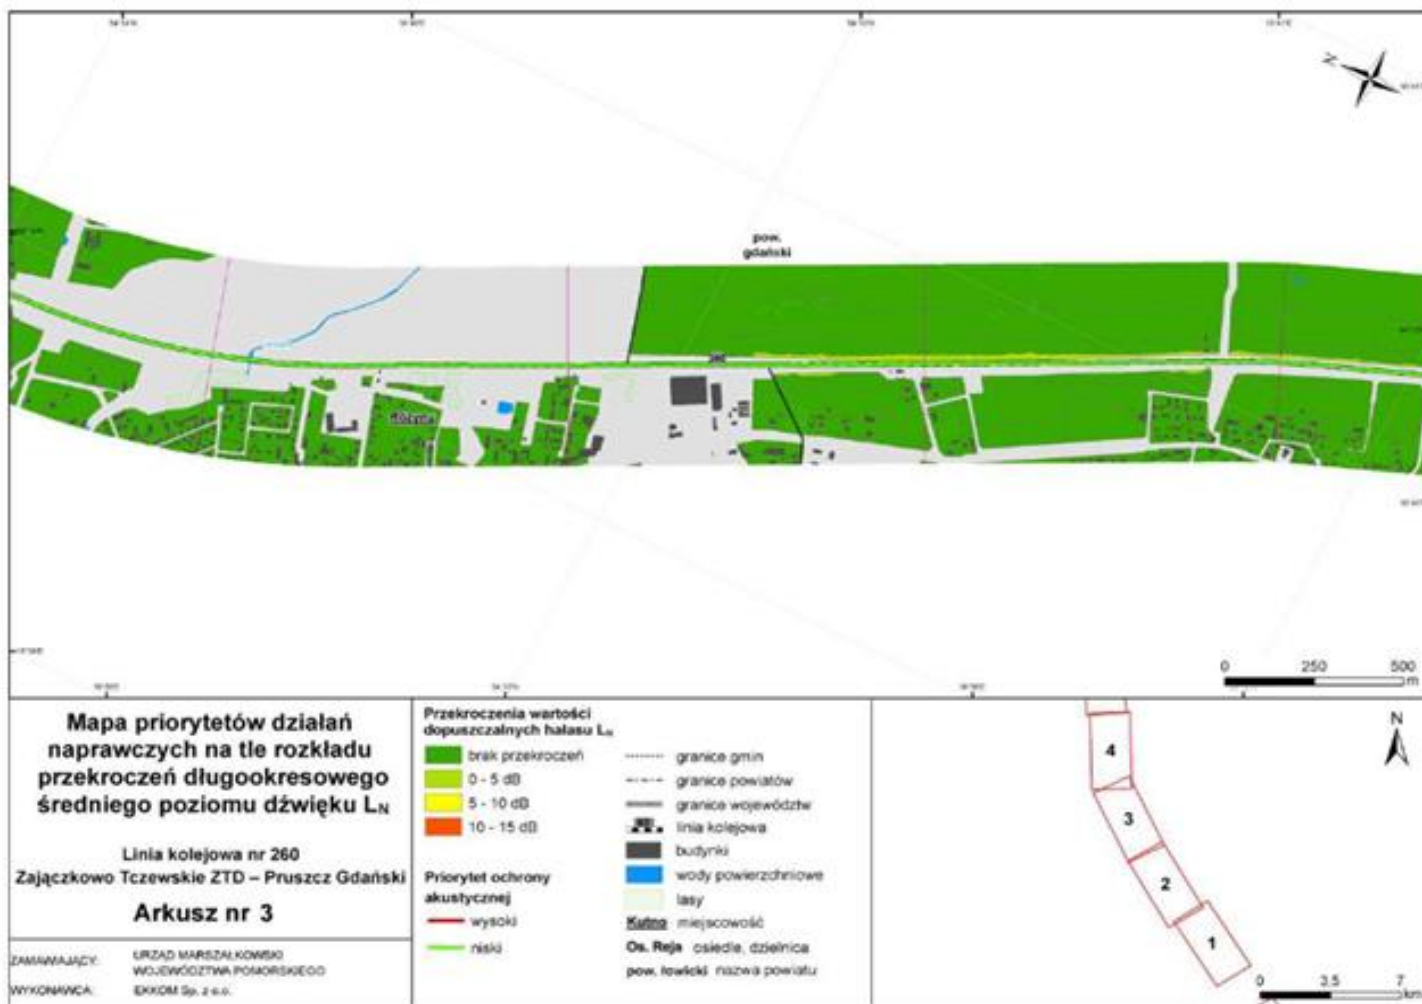 N
pow.
gdański
260
0 250 500
m
Mapa priorytetów działań
naprawczych na tle rozkładu
przekroczeń długookresowego
średniego poziomu dźwięku LN
Linia kolejowa nr 260
Zajączkowo Tczewskie ZTD – Pruszcz Gdański
Arkusz nr 3
ZAMAWIAJĄCY: URZĄD MARSZAŁKOWSKI
WOJEWÓDZTWA POMORSKIEGO
WYKONAWCA: EKKOM Sp. z o.o.
Przekroczenia wartości
dopuszczalnych hałasu LN
brak przekroczeń
0 - 5 dB
5 - 10 dB
10 - 15 dB
Priorytet ochrony
akustycznej
wysoki
niski
granice gmin
granice powiatów
granice województw
linia kolejowa
budynki
wody powierzchniowe
lasy
Kutno miejscowość
Os. Reja osiedle, dzielnica
pow. łowicki nazwa powiatu
N
4
3
2
1
0 3,5 7
km